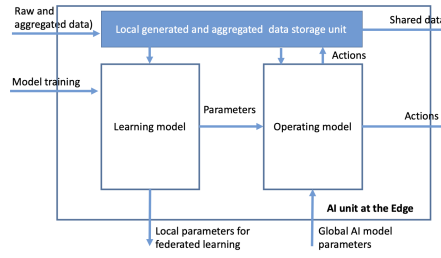 Raw and
aggregated data)
Local generated and aggregated data storage unit
Shared data
Actions
Model training
Parameters
Actions
Learning model
Operating model
AI unit at the Edge
Local parameters for
federated learning
Global AI model
parameters